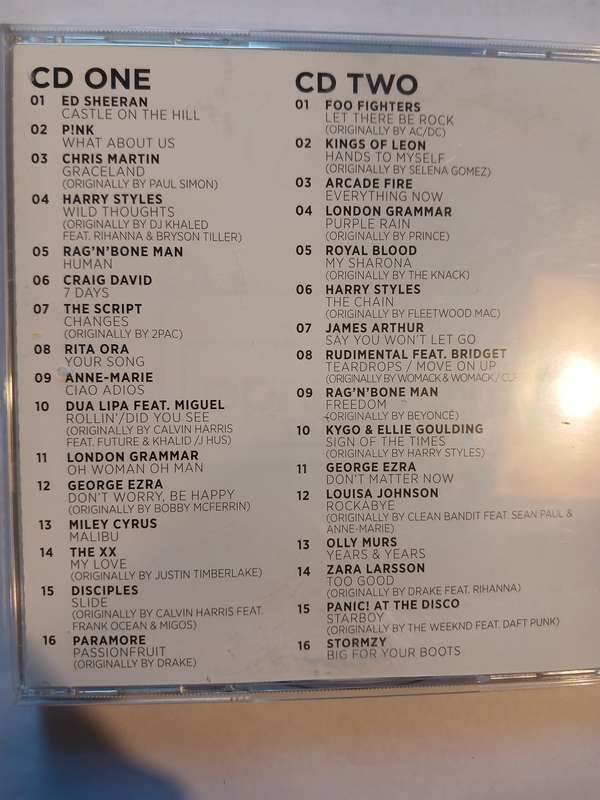 CD ONE
01 ED SHEERAN
CASTLE ON THE HILL
02 P!NK
WHAT ABOUT US
03 CHRIS MARTIN
GRACELAND
(ORIGINALLY BY PAUL SIMON)
04 HARRY STYLES
WILD THOUGHTS
(ORIGINALLY BY DJ KHALED
FEAT. RIHANNA & BRYSON TILLER)
05 RAG'N'BONE MAN
HUMAN
06 CRAIG DAVID
7 DAYS
07 THE SCRIPT
CHANGES
(ORIGINALLY BY 2PAC)
08 RITA ORA
YOUR SONG
09 ANNE-MARIE
CIAO ADIOS
10 DUA LIPA FEAT. MIGUEL
ROLLIN'/DID YOU SEE
(ORIGINALLY BY CALVIN HARRIS
FEAT. FUTURE & KHALID /J HUS)
11 LONDON GRAMMAR
OH WOMAN OH MAN
12 GEORGE EZRA
DON'T WORRY, BE HAPPY
(ORIGINALLY BY BOBBY MCFERRIN)
13 MILEY CYRUS
MALIBU
14 THE XX
MY LOVE
(ORIGINALLY BY JUSTIN TIMBERLAKE)
15 DISCIPLES
SLIDE
(ORIGINALLY BY CALVIN HARRIS FEAT.
FRANK OCEAN & MIGOS)
16 PARAMORE
PASSIONFRUIT
(ORIGINALLY BY DRAKE)
CD TWO
01 FOO FIGHTERS
LET THERE BE ROCK
(ORIGINALLY BY AC/DC)
02 KINGS OF LEON
HANDS TO MYSELF
(ORIGINALLY BY SELENA GOMEZ)
03 ARCADE FIRE
EVERYTHING NOW
04 LONDON GRAMMAR
PURPLE RAIN
(ORIGINALLY BY PRINCE)
05 ROYAL BLOOD
MY SHARONA
(ORIGINALLY BY THE KNACK)
06 HARRY STYLES
THE CHAIN
(ORIGINALLY BY FLEETWOOD MAC)
07 JAMES ARTHUR
SAY YOU WON'T LET GO
08 RUDIMENTAL FEAT. BRIDGET
TEARDROPS / MOVE ON UP
(ORIGINALLY BY WOMACK & WOMACK /
09 RAG'N'BONE MAN
FREEDOM
(ORIGINALLY BY BEYONCÉ)
10 KYGO & ELLIE GOULDING
SIGN OF THE TIMES
(ORIGINALLY BY HARRY STYLES)
11 GEORGE EZRA
DON'T MATTER NOW
12 LOUISA JOHNSON
ROCKABYE
(ORIGINALLY BY CLEAN BANDIT FEAT. SEAN PAUL &
ANNE-MARIE)
13 OLLY MURS
YEARS & YEARS
14 ZARA LARSSON
TOO GOOD
(ORIGINALLY BY DRAKE FEAT. RIHANNA)
15 PANIC! AT THE DISCO
STARBOY
(ORIGINALLY BY THE WEEKND FEAT. DAFT PUNK)
16 STORMZY
BIG FOR YOUR BOOTS